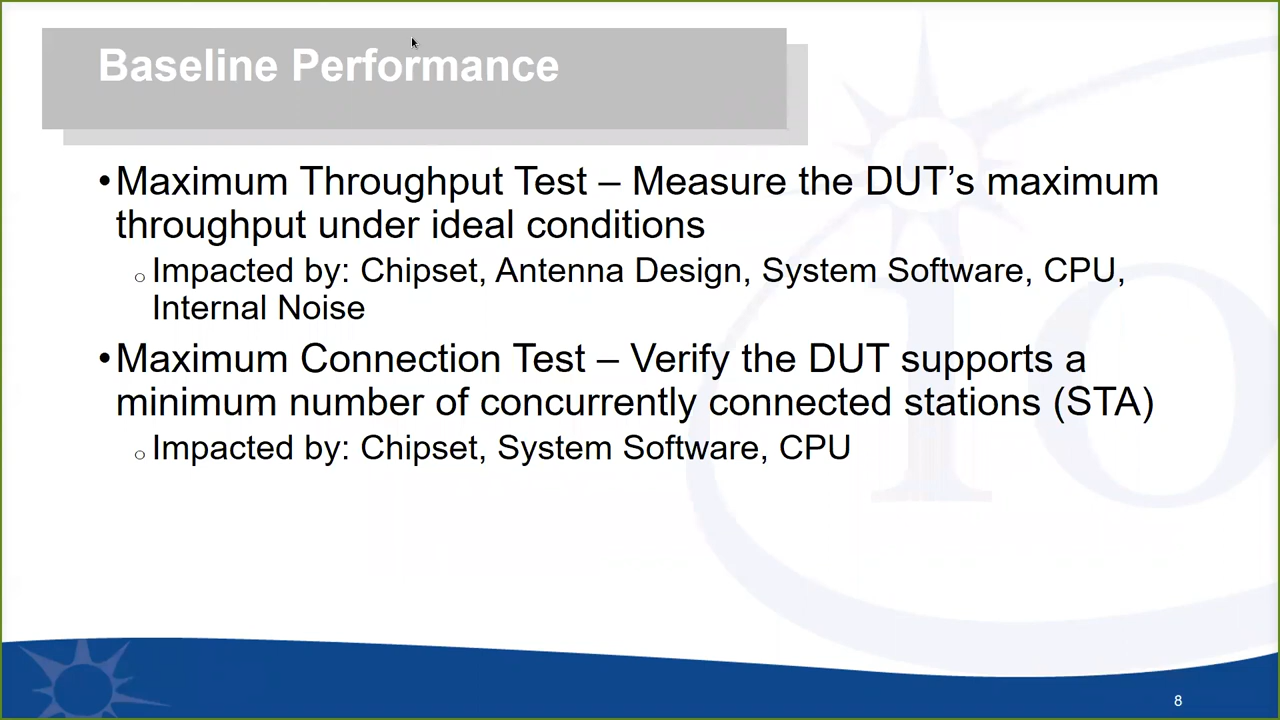 Baseline Performance
•Maximum Throughput Test – Measure the DUT’s maximum
throughput under ideal conditions
○Impacted by: Chipset, Antenna Design, System Software, CPU,
Internal Noise
•Maximum Connection Test – Verify the DUT supports a
minimum number of concurrently connected stations (STA)
○Impacted by: Chipset, System Software, CPU
8